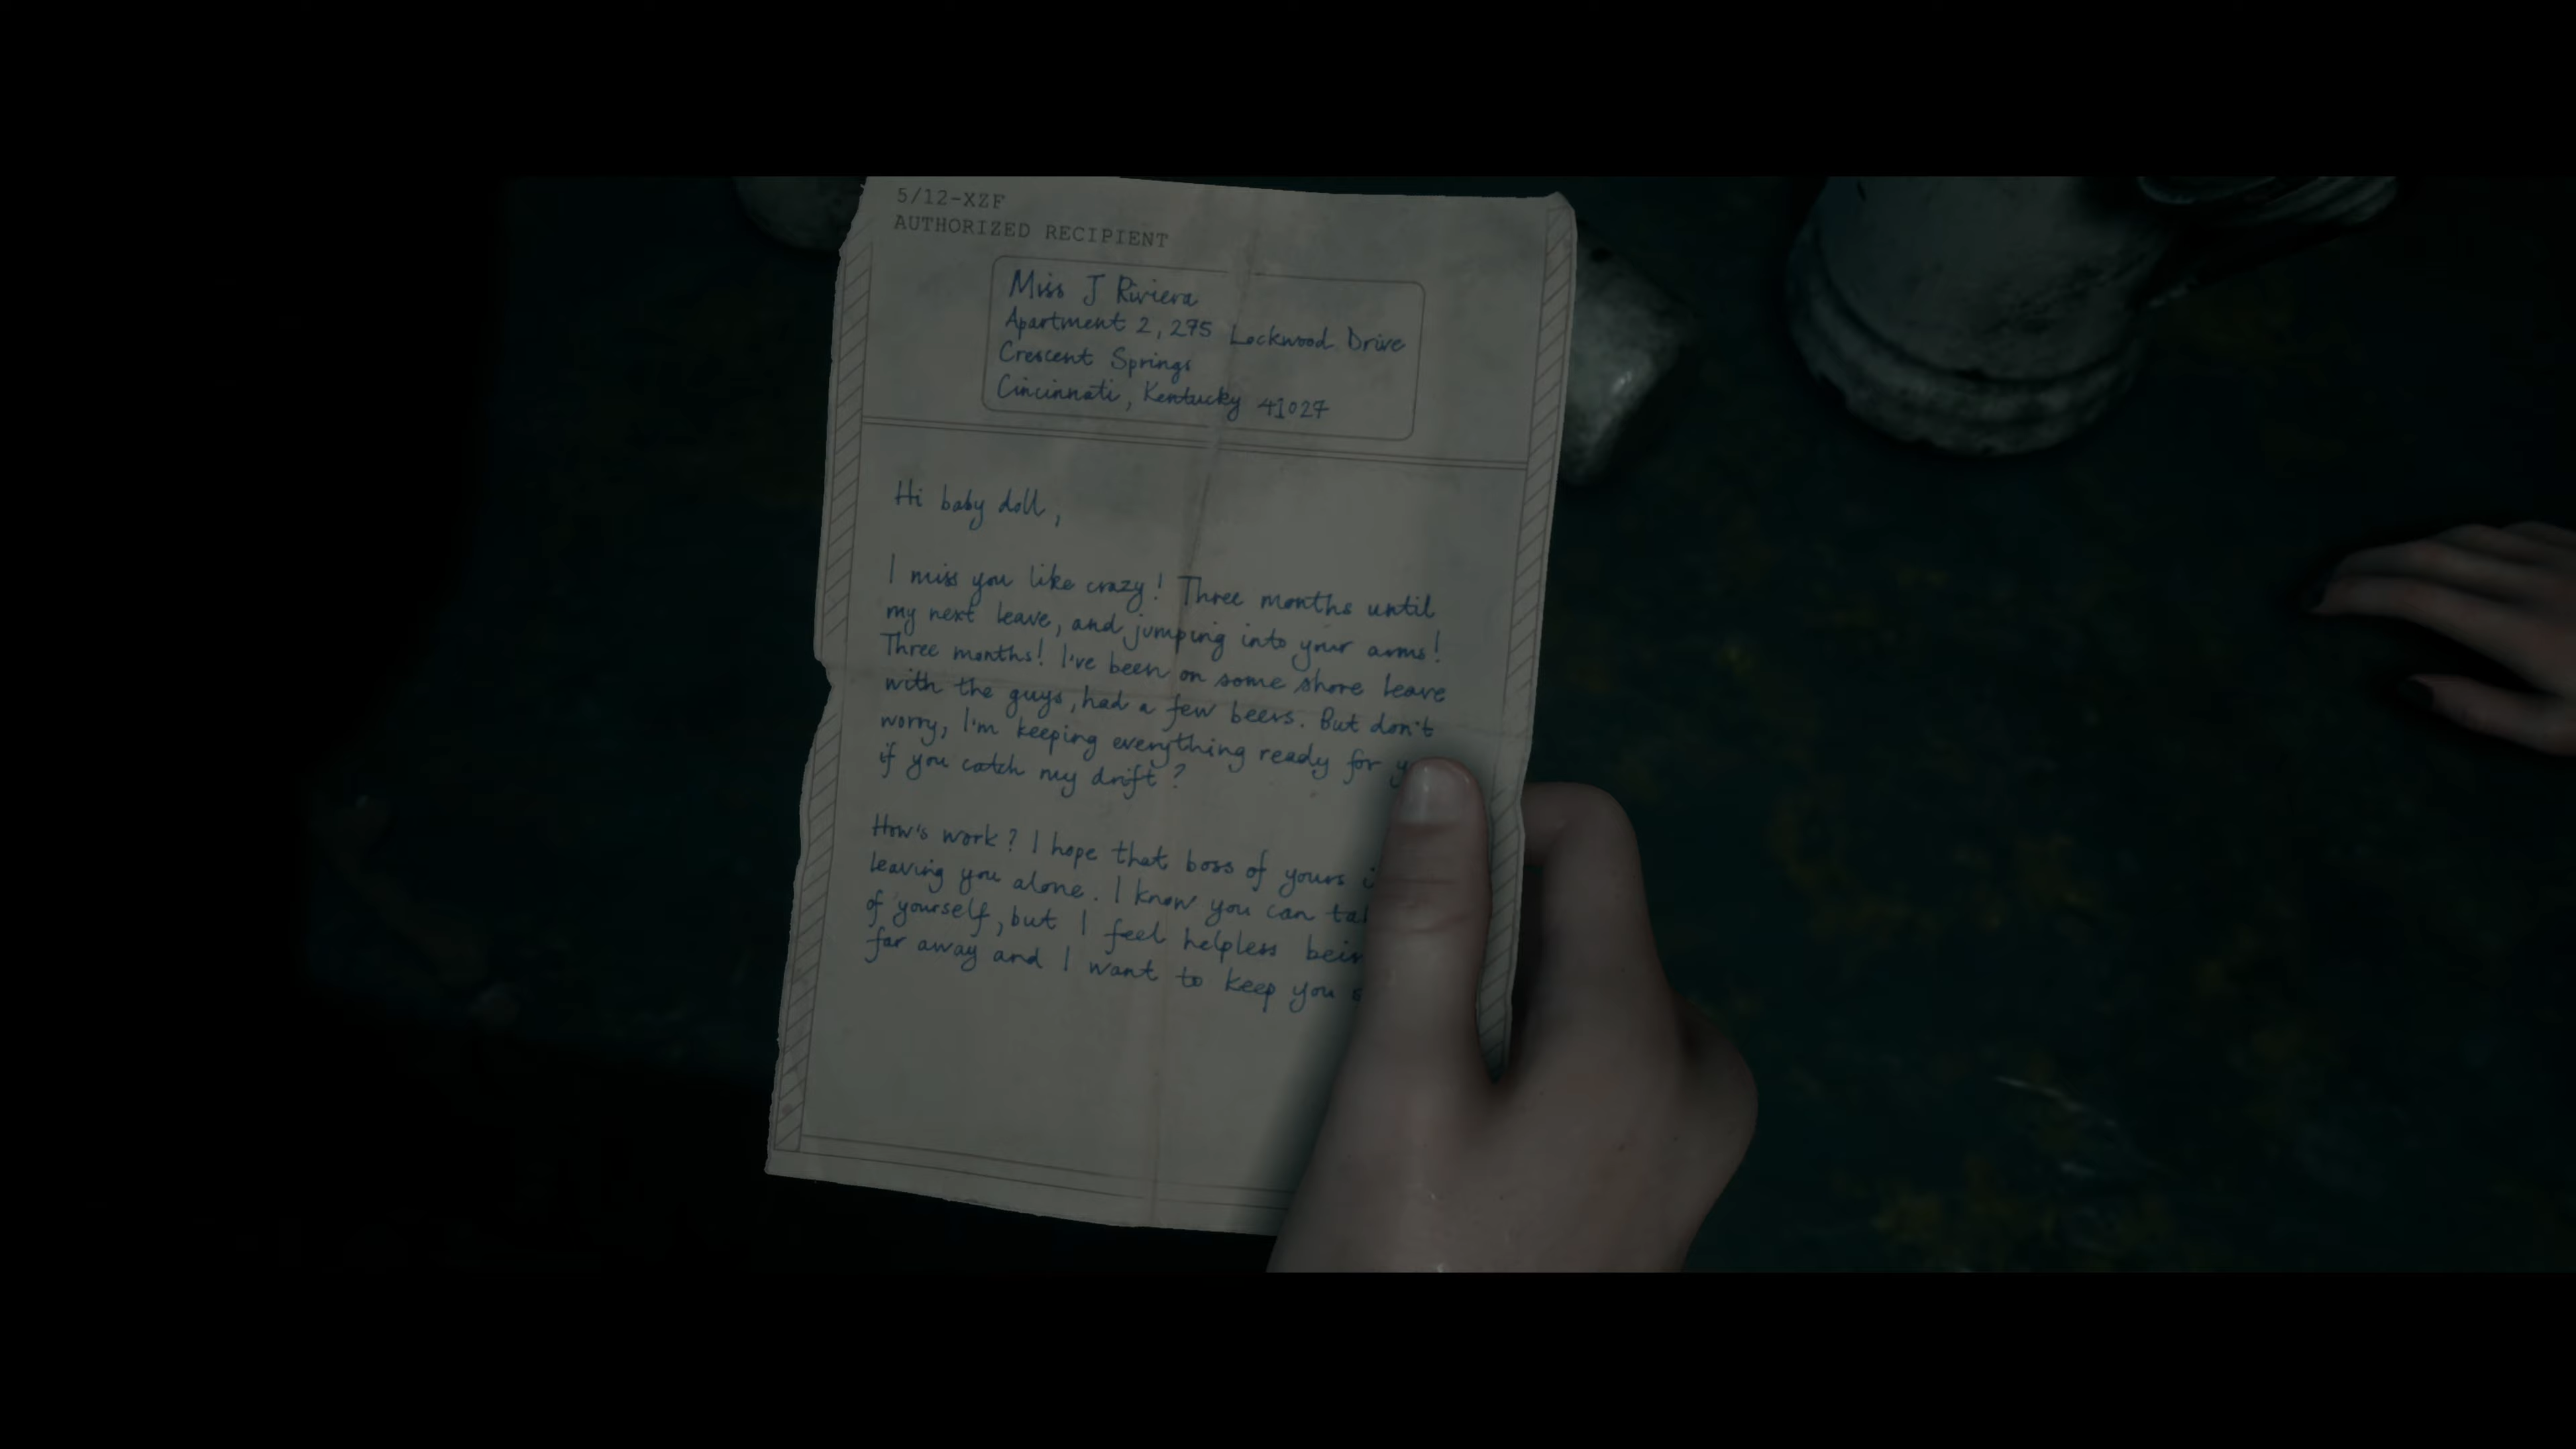 5/12-XZF
AUTHORIZED RECIPIENT
Miss J Riviera
Apartment 2, 275 Lockwood Drive
Crescent Springs
Cincinnati, Kentucky 41027
Hi baby doll,
I miss you like crazy! Three months until
my next leave, and jumping into your arms!
Three months! I've been on some shore leave
with the guys, had a few beers. But don't
worry, I'm keeping everything ready for
if you catch my drift?
How's work? I hope that boss of yours
leaving you alone. I know you can
of yourself, but I feel helpless
far away and I want to keep you